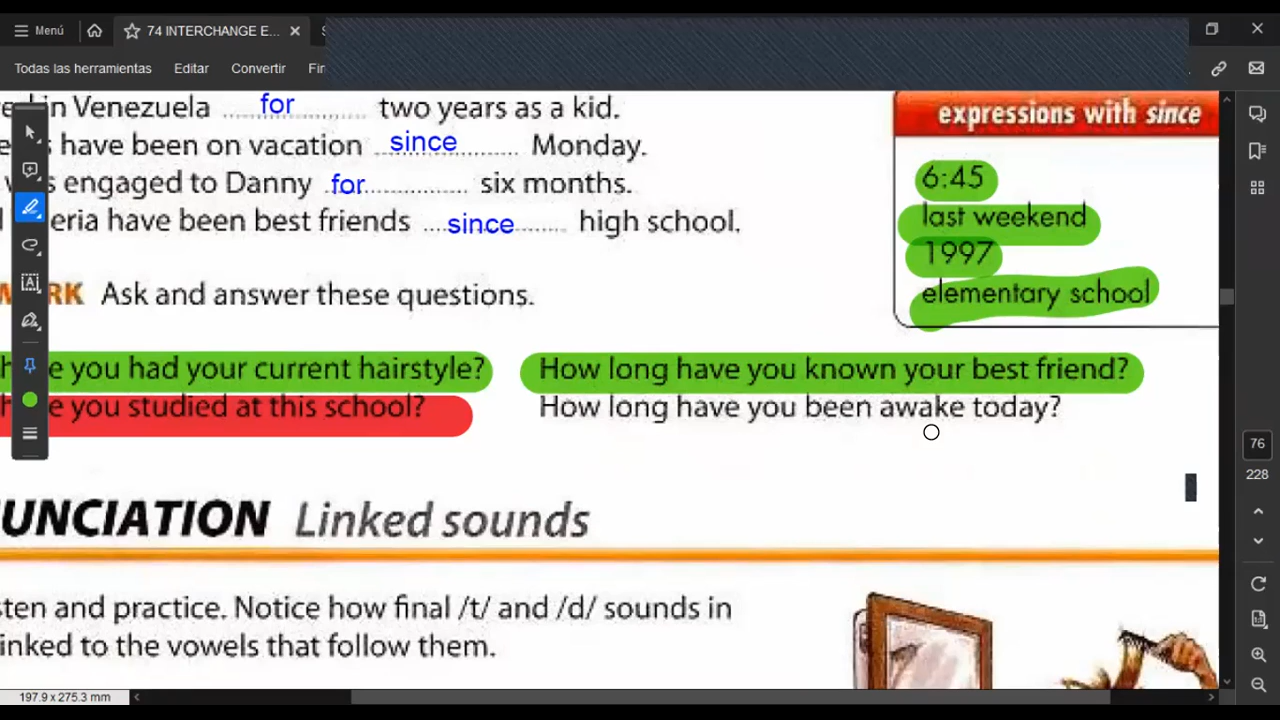 Menú
74 INTERCHANGE E...
Todas las herramientas Editar Convertir
in Venezuela for two years as a kid.
have been on vacation since Monday.
engaged to Danny for six months.
eria have been best friends since high school.
expressions with since
6:45
last weekend
1997
elementary school
Ask and answer these questions.
you had your current hairstyle? How long have you known your best friend?
you studied at this school? How long have you been awake today?
76
228
UNCIATION Linked sounds
sten and practice. Notice how final /t/ and /d/ sounds in
inked to the vowels that follow them.
197.9 x 275.3 mm